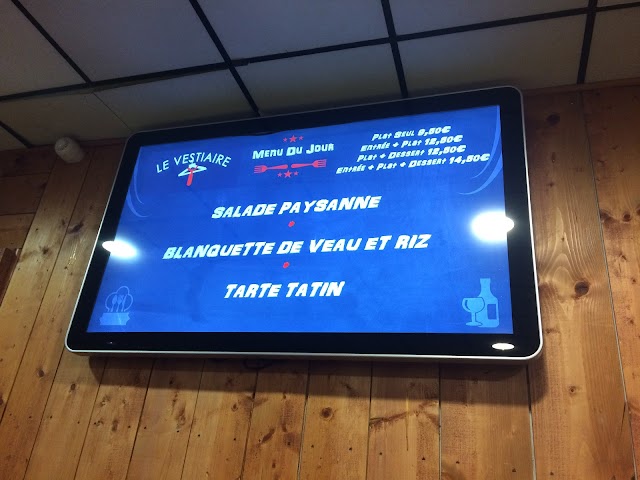 LE VESTIAIRE
Menu Du Jour
Plat Seul 9,50€
Entrée + Plat 12,50€
Plat + Dessert 12,50€
Entrée + Plat + Dessert 14,50€
SALADE PAYSANNE
BLANQUETTE DE VEAU ET RIZ
TARTE TATIN